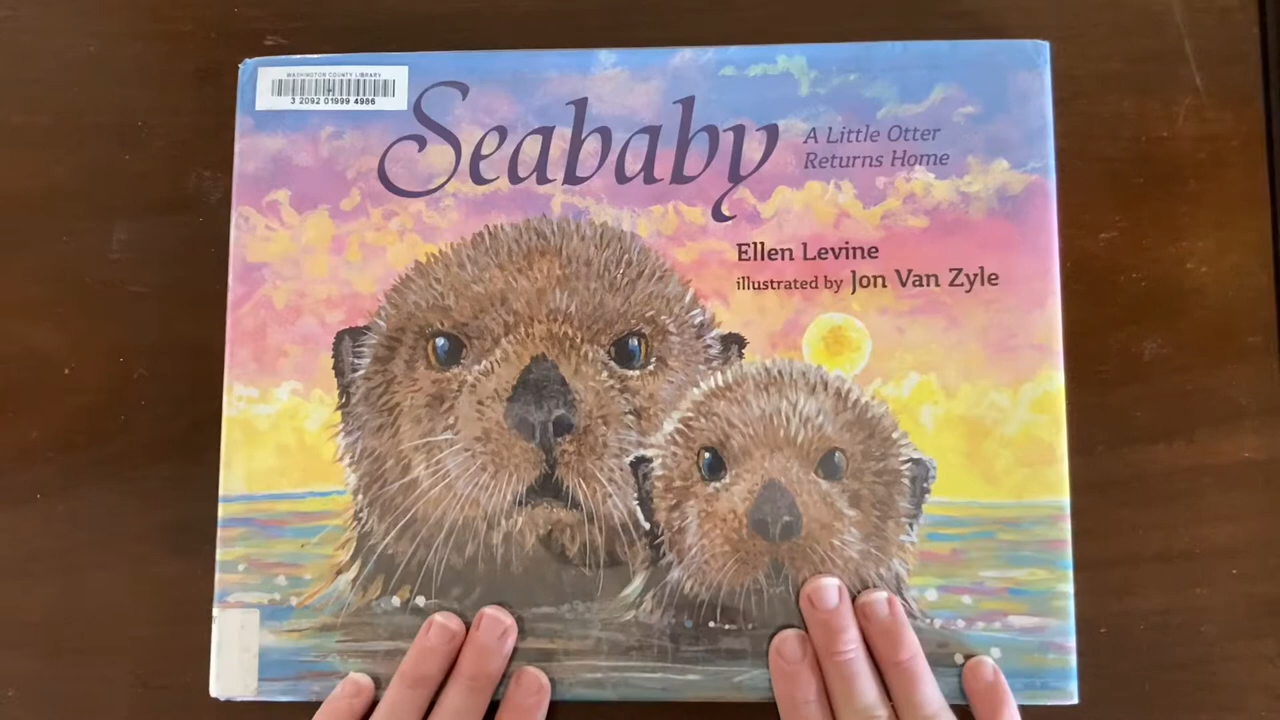 WASHINGTON COUNTY LIBRARY
3 2092 01999 4986
Seababy
A Little Otter
Returns Home
Ellen Levine
illustrated by Jon Van Zyle